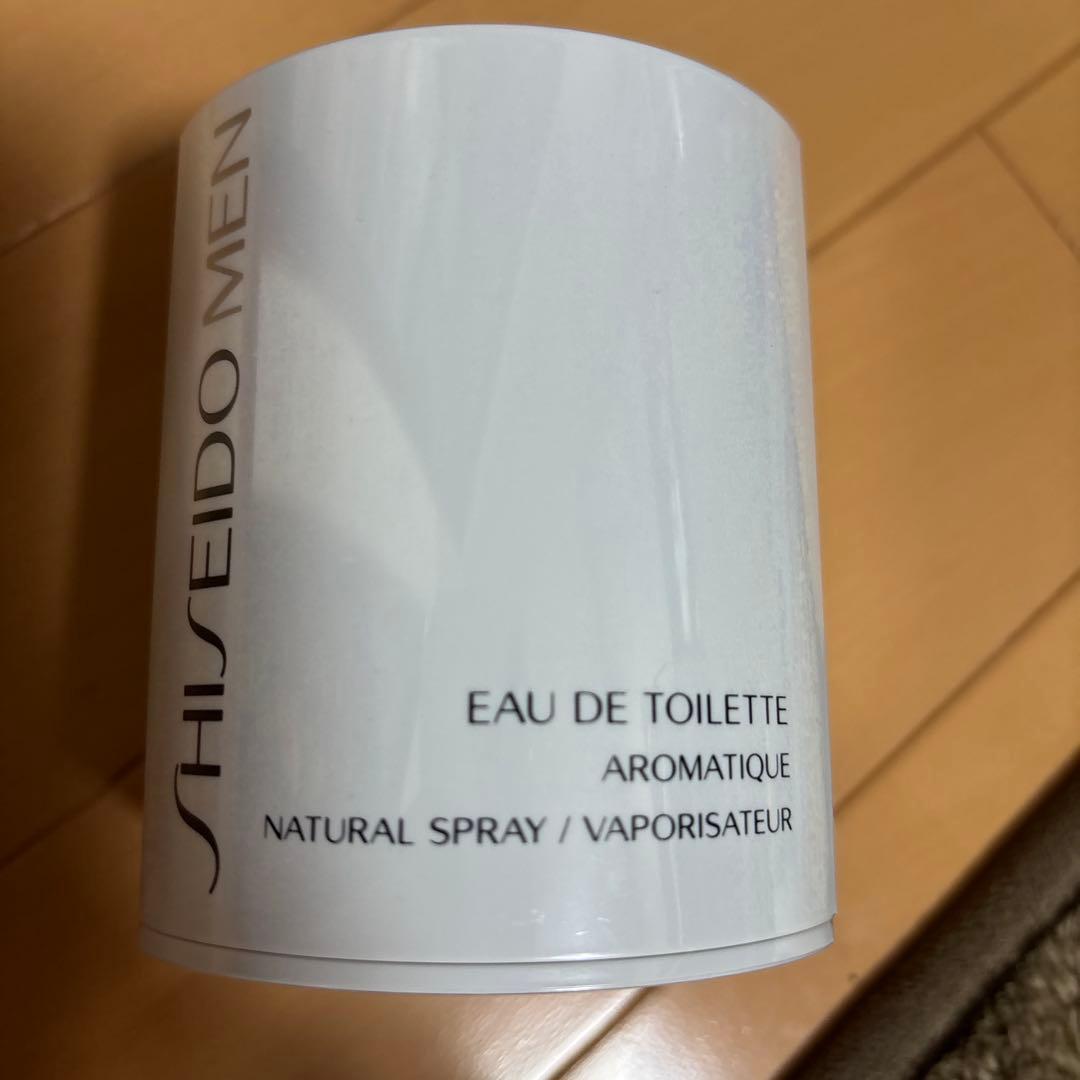 SHISEIDO MEN
EAU DE TOILETTE
AROMATIQUE
NATURAL SPRAY / VAPORISATEUR